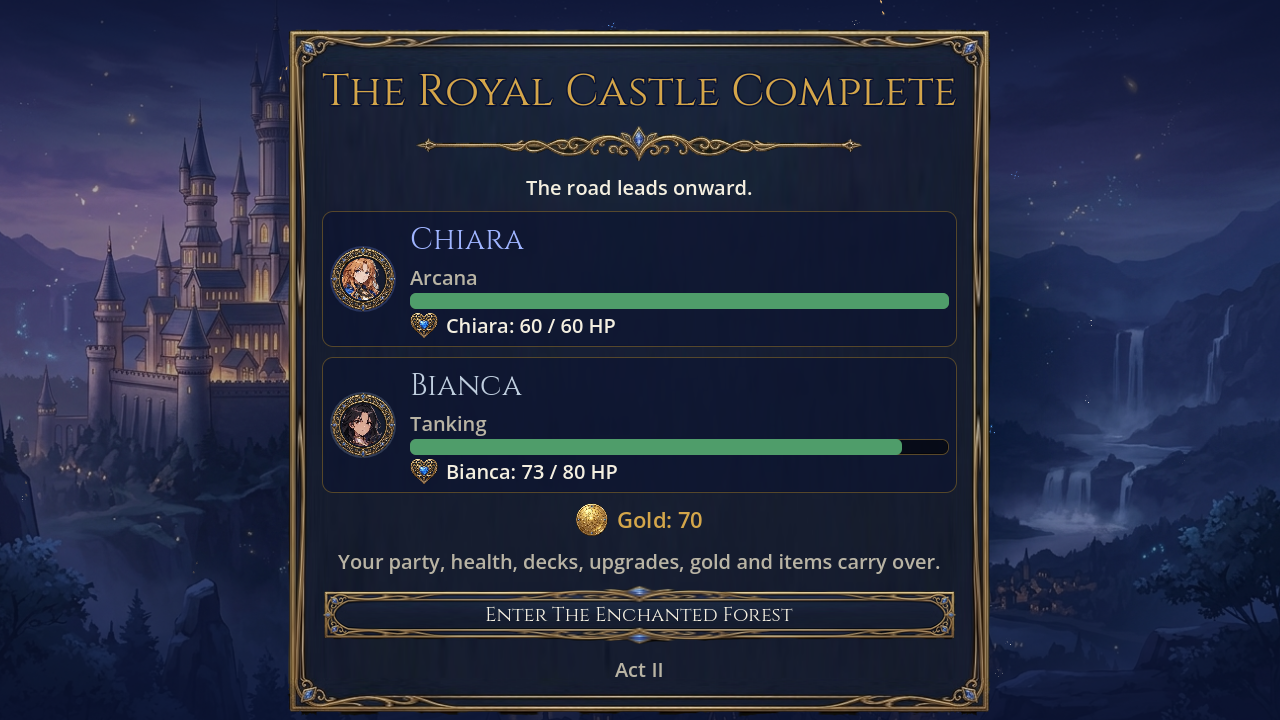 The Royal Castle Complete
The road leads onward.
Chiara
Arcana
Chiara: 60 / 60 HP
Bianca
Tanking
Bianca: 73 / 80 HP
Gold: 70
Your party, health, decks, upgrades, gold and items carry over.
Enter The Enchanted Forest
Act II